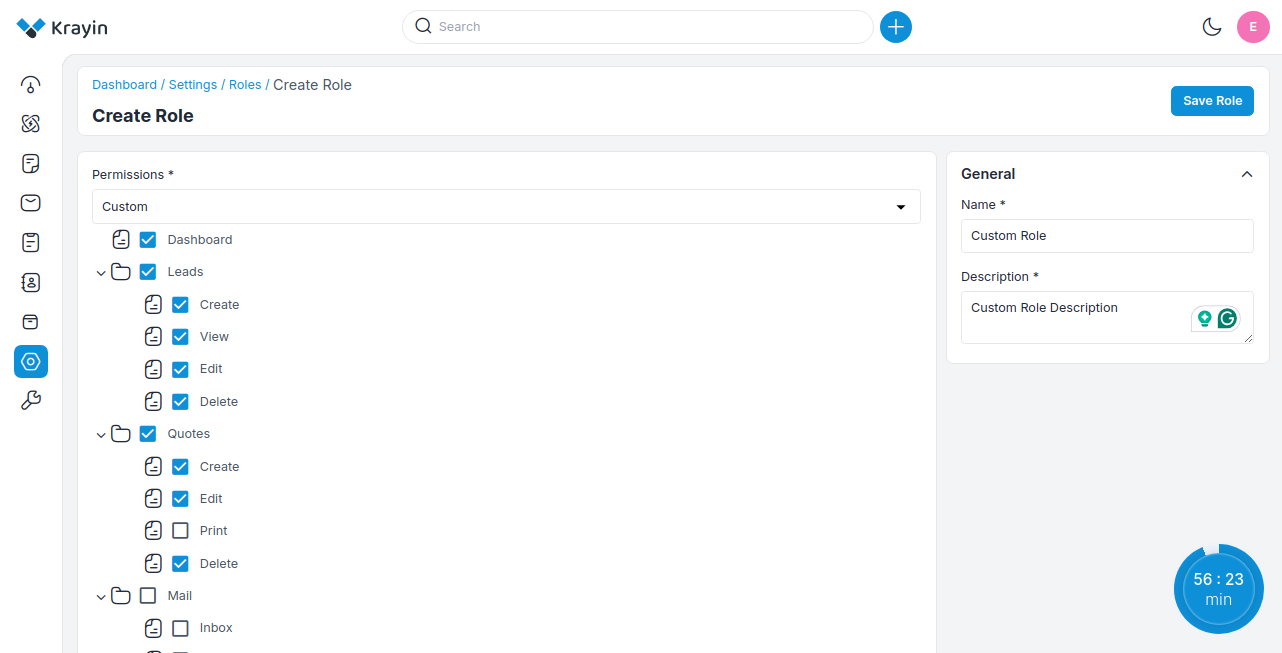 Krayin
Search
E
Dashboard / Settings / Roles / Create Role
Create Role
Save Role
Permissions *
Custom
Dashboard
Leads
Create
View
Edit
Delete
Quotes
Create
Edit
Print
Delete
Mail
Inbox
General
Name *
Custom Role
Description *
Custom Role Description
56 : 23
min